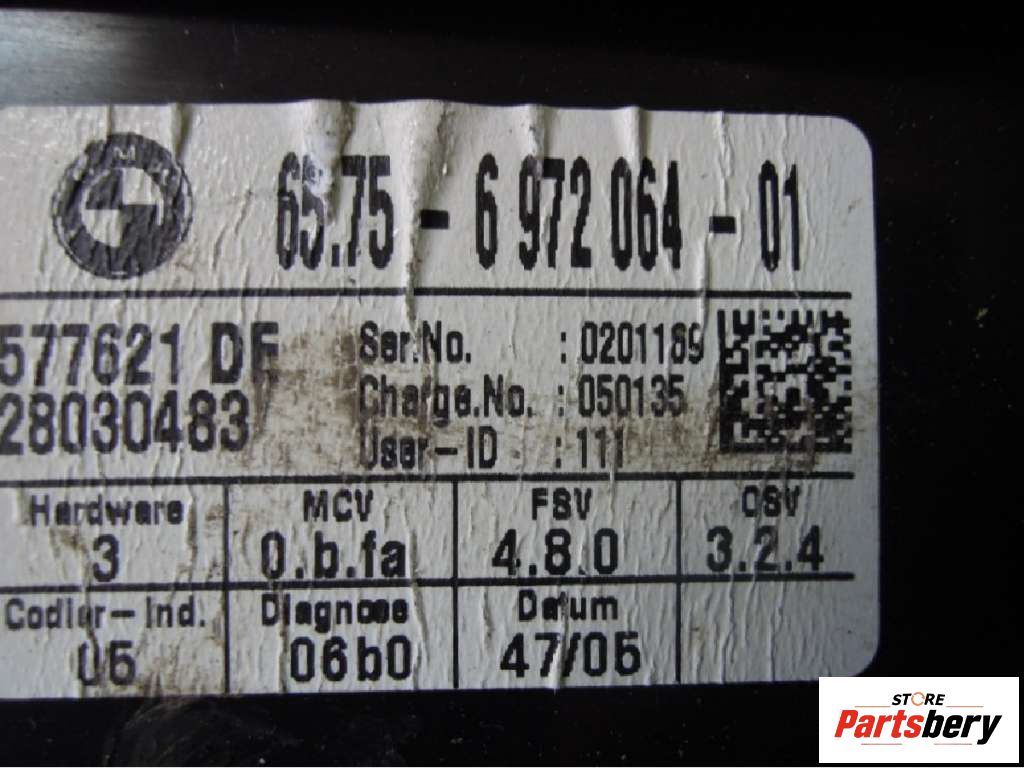 BMW
65.75 - 6 972 064 - 01
577621 DF
28030483
Ser.No. : 0201189
Charge.No. : 050135
User-ID : 111
Hardware MCV FSV OSV
3 0.b.fa 4.8.0 3.2.4
Codier-Ind. Diagnose Datum
05 06b0 47/05
STORE
Partsbery